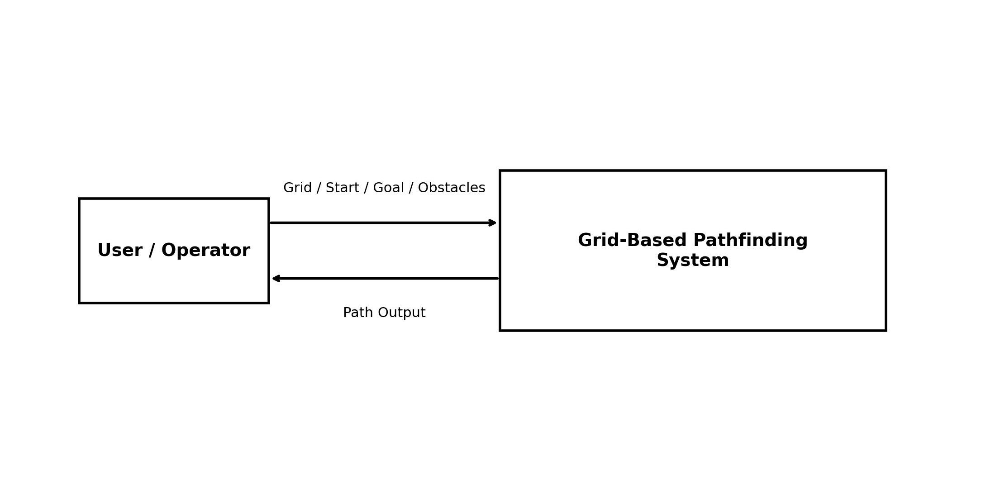 Grid / Start / Goal / Obstacles
User / Operator
Grid-Based Pathfinding
System
Path Output